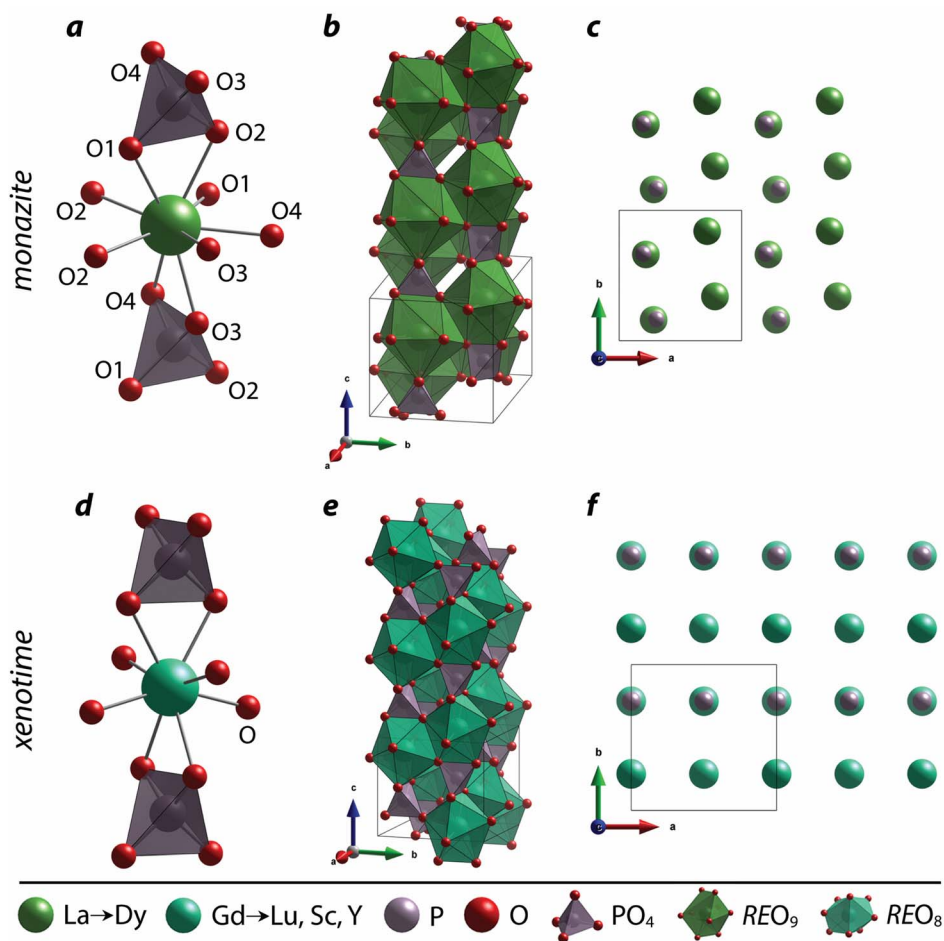 a
b
c
monazite
O4
O3
O1
O2
O2
O1
O4
O2
O3
O4
O3
O1
O2
c
b
a
b
c
a
d
e
f
xenotime
O
c
b
a
b
c
a
La→Dy
Gd→Lu, Sc, Y
P
O
PO₄
REO₉
REO₈